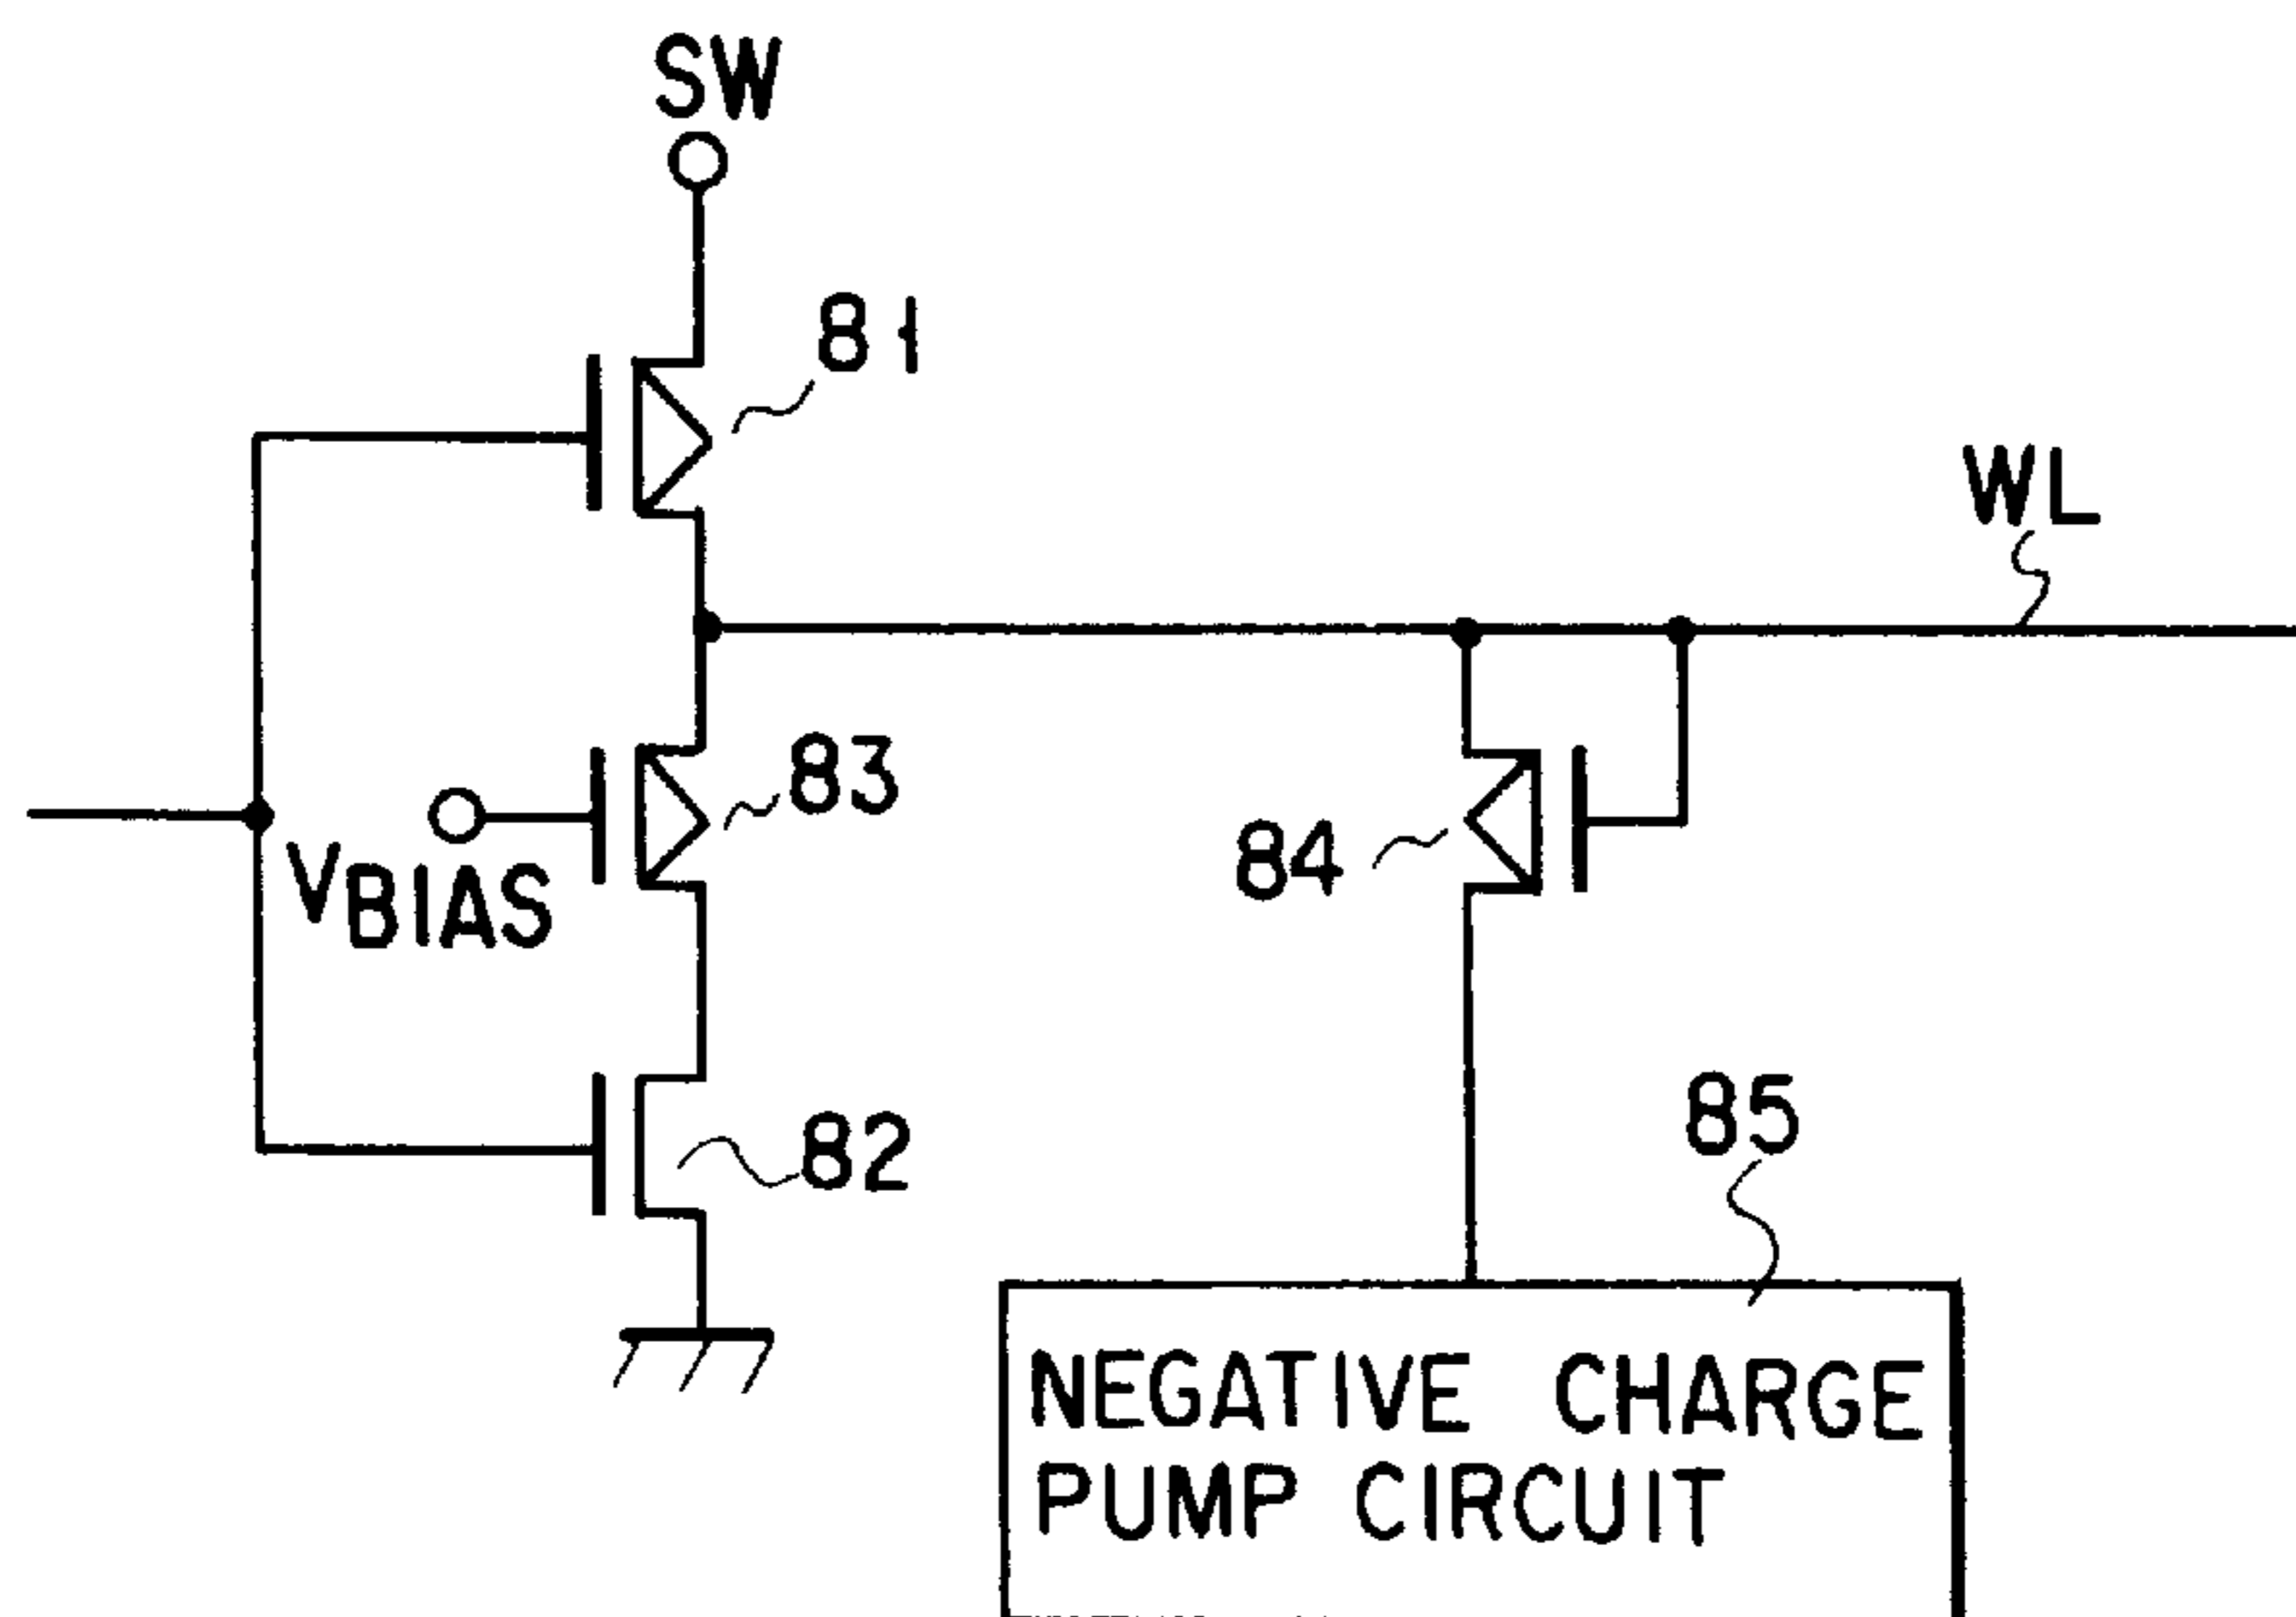 SW
81
WL
83
VBIAS
84
85
82
NEGATIVE CHARGE
PUMP CIRCUIT